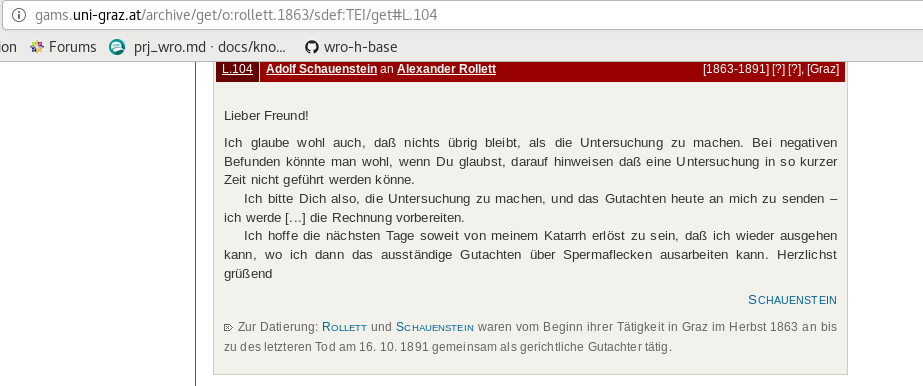 gams.uni-graz.at/archive/get/o:rollett.1863/sdef:TEI/get#L.104
ion Forums prj_wro.md · docs/kno... wro-h-base
L.104 Adolf Schauenstein an Alexander Rollett [1863-1891] [?] [?], [Graz]
Lieber Freund!
Ich glaube wohl auch, daß nichts übrig bleibt, als die Untersuchung zu machen. Bei negativen
Befunden könnte man wohl, wenn Du glaubst, darauf hinweisen daß eine Untersuchung in so kurzer
Zeit nicht geführt werden könne.
Ich bitte Dich also, die Untersuchung zu machen, und das Gutachten heute an mich zu senden –
ich werde [...] die Rechnung vorbereiten.
Ich hoffe die nächsten Tage soweit von meinem Katarrh erlöst zu sein, daß ich wieder ausgehen
kann, wo ich dann das ausständige Gutachten über Spermaflecken ausarbeiten kann. Herzlichst
grüßend
Schauenstein
Zur Datierung: Rollett und Schauenstein waren vom Beginn ihrer Tätigkeit in Graz im Herbst 1863 an bis
zu des letzteren Tod am 16. 10. 1891 gemeinsam als gerichtliche Gutachter tätig.